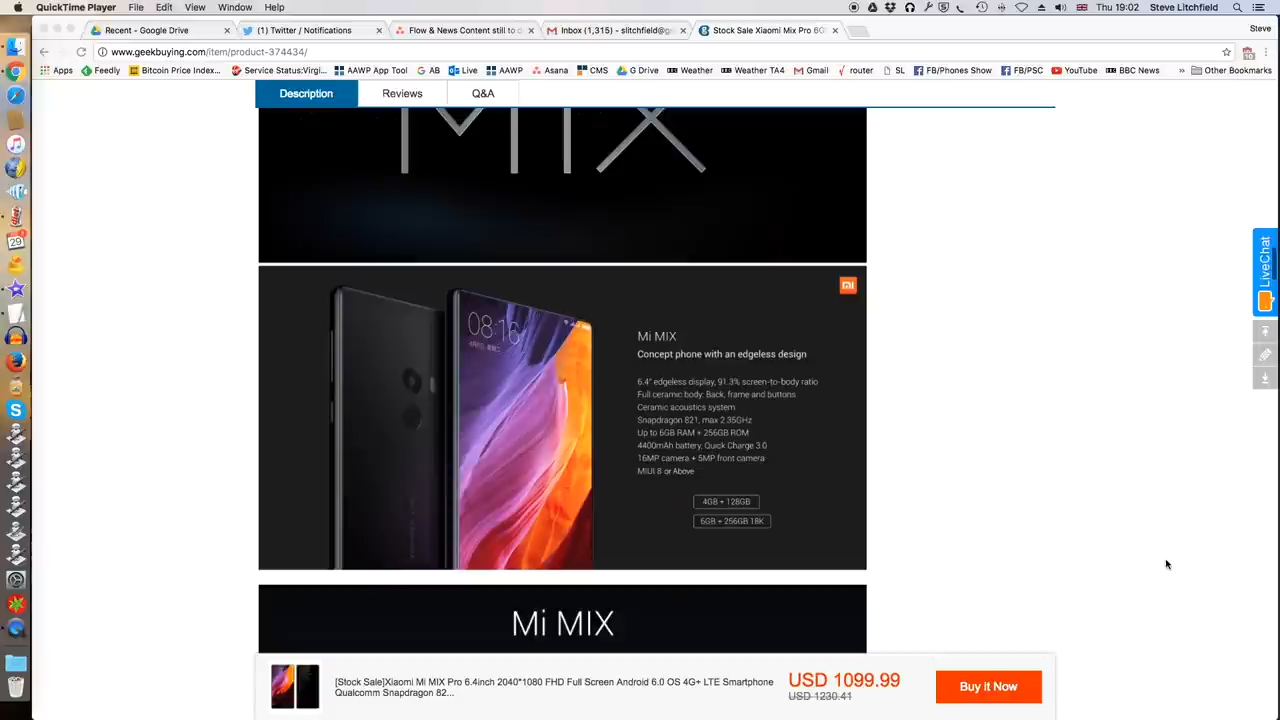 QuickTime Player File Edit View Window Help
Thu 19:02 Steve Litchfield
Recent - Google Drive
(1) Twitter / Notifications
Flow & News Content still to d
Inbox (1,315) - slitchfield@g
Stock Sale Xiaomi Mix Pro 6G
Steve
www.geekbuying.com/item/product-374434/
Apps Feedly Bitcoin Price Index... Service Status:Virgi... AAWP App Tool AB Live AAWP Asana CMS G Drive Weather Weather TA4 Gmail router SL FB/Phones Show FB/PSC YouTube BBC News » Other Bookmarks
Description Reviews Q&A
MIX
LiveChat
mi
08:16
Mi MIX
Concept phone with an edgeless design
6.4" edgeless display, 91.3% screen-to-body ratio
Full ceramic body: Back, frame and buttons
Ceramic acoustics system
Snapdragon 821, max 2.35GHz
Up to 6GB RAM + 256GB ROM
4400mAh battery, Quick Charge 3.0
16MP camera + 5MP front camera
MIUI 8 or Above
4GB + 128GB
6GB + 256GB 18K
29
Mi MIX
[Stock Sale]Xiaomi Mi MIX Pro 6.4inch 2040*1080 FHD Full Screen Android 6.0 OS 4G+ LTE Smartphone
Qualcomm Snapdragon 82...
USD 1099.99
USD 1230.41
Buy it Now